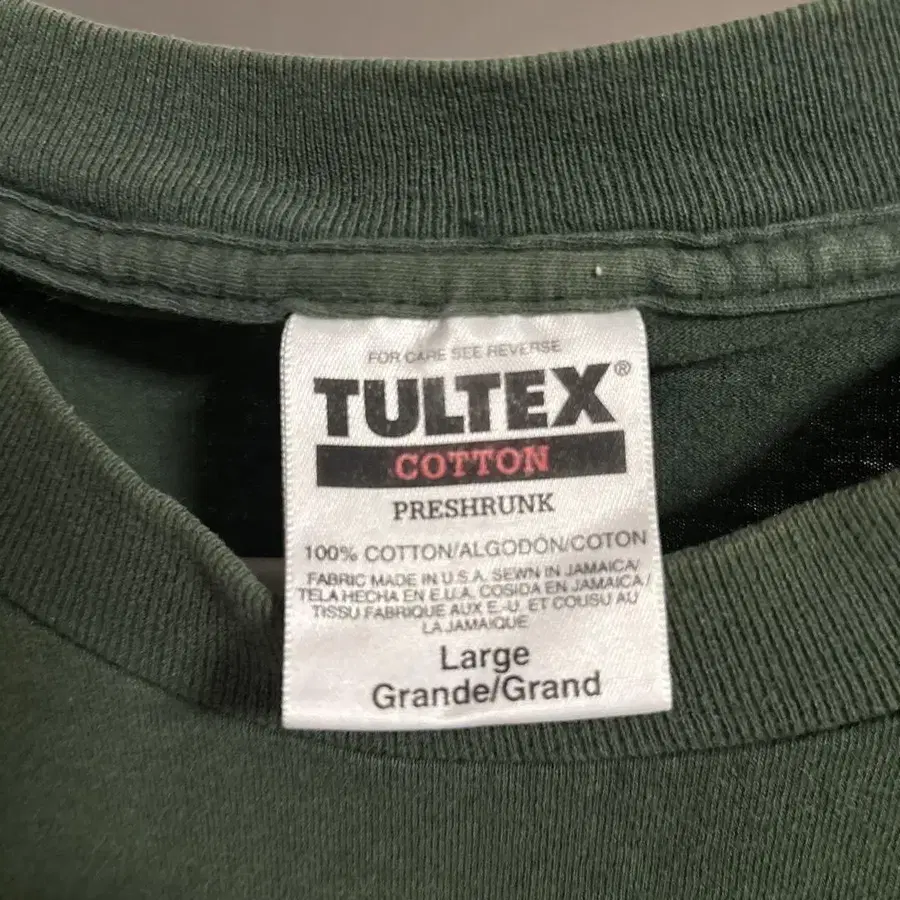 FOR CARE SEE REVERSE
TULTEX®
COTTON
PRESHRUNK
100% COTTON/ALGODÓN/COTON
FABRIC MADE IN U.S.A. SEWN IN JAMAICA/
TELA HECHA EN E.U.A. COSIDA EN JAMAICA/
TISSU FABRIQUE AUX E.-U. ET COUSU AU
LA JAMAIQUE
Large
Grande/Grand